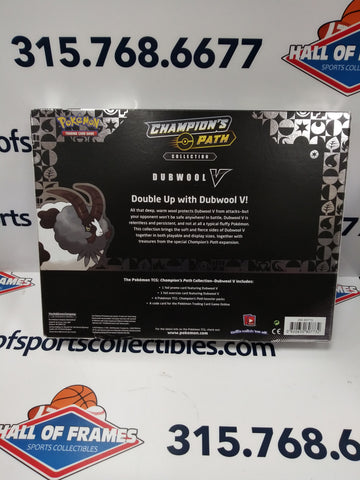 315.768.6677
HALL OF FRAMES
SPORTS COLLECTIBLES
Pokémon
TRADING CARD GAME
CHAMPION'S
PATH
COLLECTION
DUBWOOL V
Double Up with Dubwool V!
All that deep, warm wool protects Dubwool V from attacks—but
your opponent won't be safe anywhere in battle. Dubwool V is
relentless and persistent, and not at all a typical fluffy Pokémon.
This collection brings the soft and fierce sides of Dubwool V
together in both playable and display sizes, together with
treasures from the special Champion's Path expansion.
The Pokémon TCG: Champion's Path Collection—Dubwool V includes:
• 1 foil promo card featuring Dubwool V
• 1 foil oversize card featuring Dubwool V
• 4 Pokémon TCG: Champion's Path booster packs
• A code card for the Pokémon Trading Card Game Online
www.pokemon.com
ofsportscollectibles.com
HALL OF FRAMES
SPORTS COLLECTIBLES
315.768.6